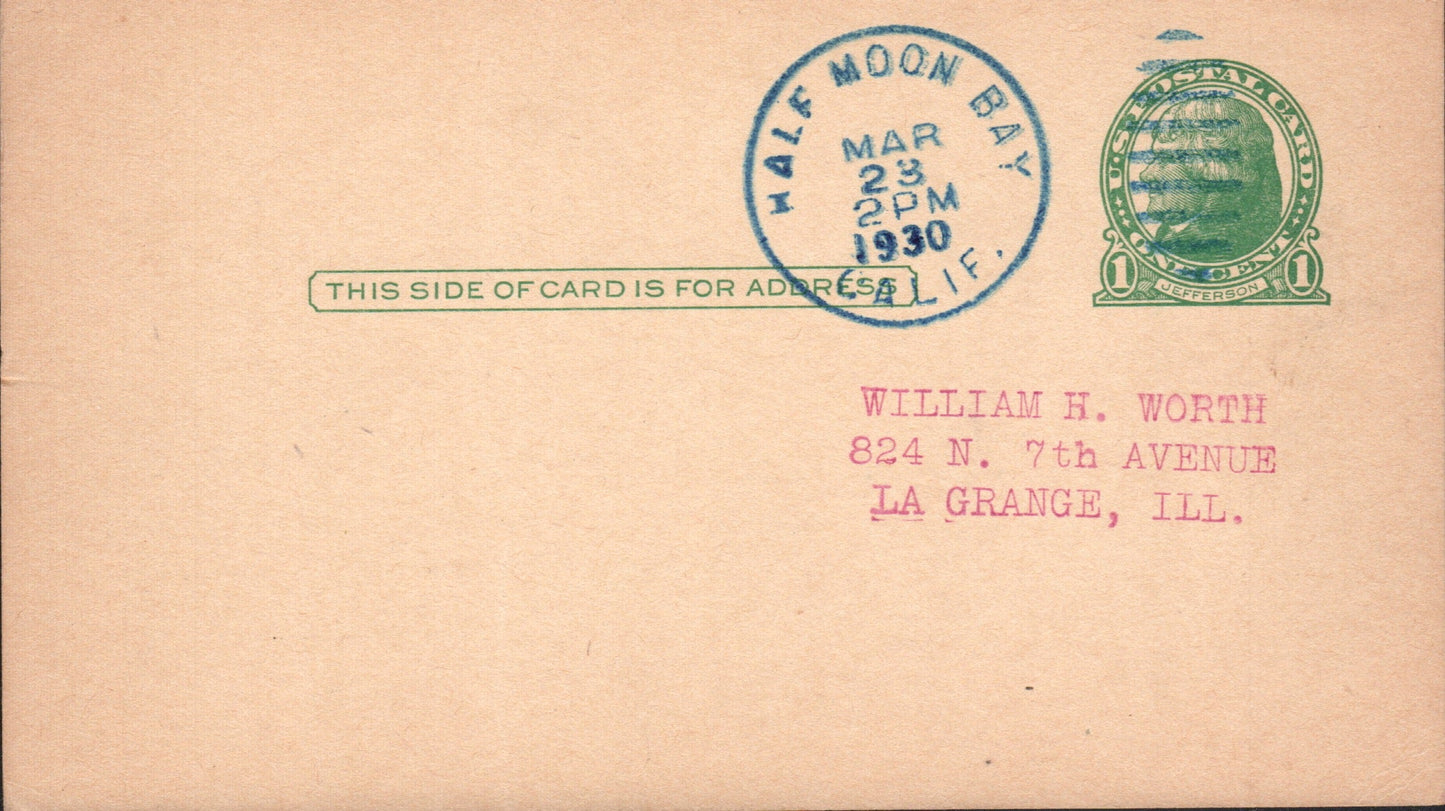 HALF MOON BAY
MAR
23
2PM
1930
CALIF.
U.S. POSTAL CARD
ONE CENT
1 1
JEFFERSON
THIS SIDE OF CARD IS FOR ADDRESS
WILLIAM H. WORTH
824 N. 7th AVENUE
LA GRANGE, ILL.